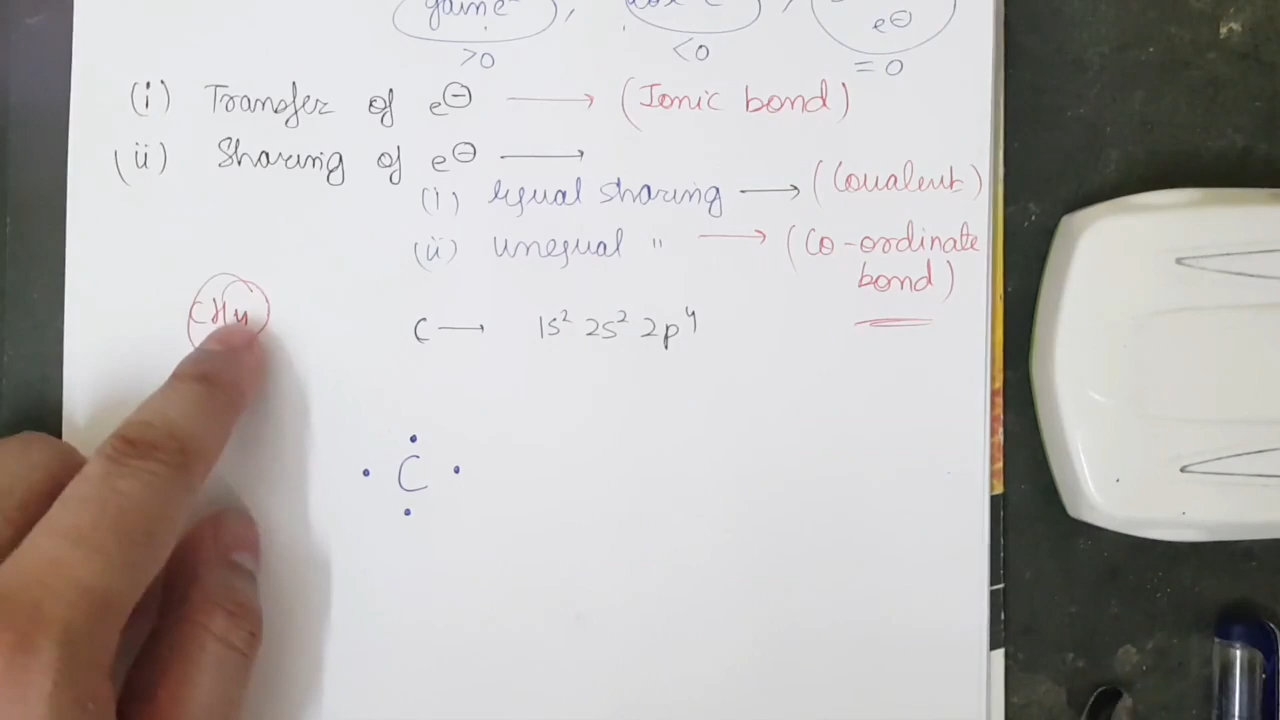 gain e⁻, , e⊖
>0 <0 =0
(i) Transfer of e⊖ ⟶ (Ionic bond)
(ii) Sharing of e⊖ ⟶
(i) equal sharing ⟶ (Covalent)
(ii) unequal " ⟶ (Co-ordinate
bond)
CH4
C ⟶ 1s² 2s² 2p⁴
C